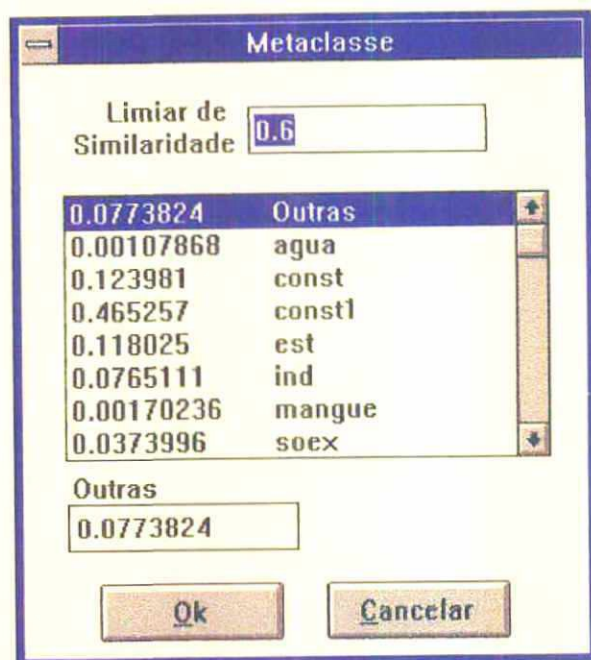 Metaclasse
Limiar de
Similaridade 0.6
0.0773824 Outras
0.00107868 agua
0.123981 const
0.465257 const1
0.118025 est
0.0765111 ind
0.00170236 mangue
0.0373996 soex
Outras
0.0773824
Ok Cancelar